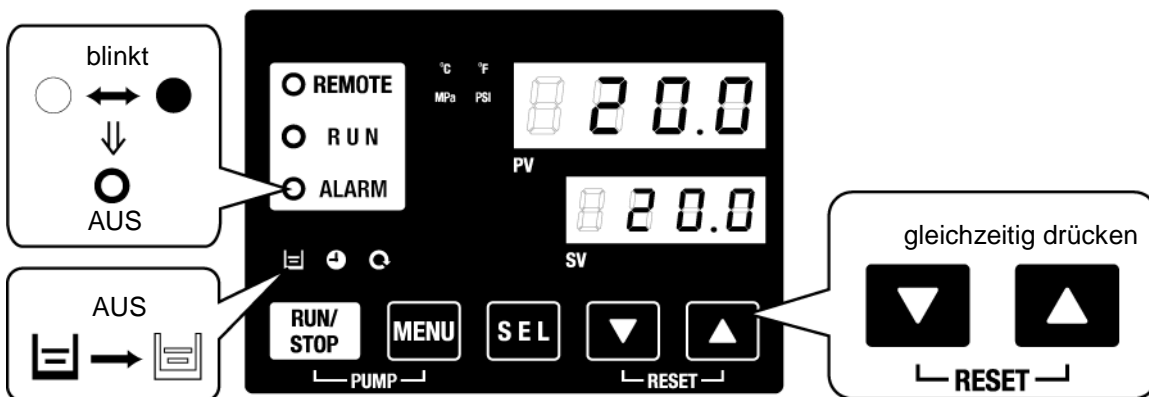 blinkt
AUS
AUS
REMOTE
RUN
ALARM
°C °F
MPa PSI
20.0
PV
20.0
SV
RUN/
STOP
MENU
SEL
PUMP
RESET
gleichzeitig drücken
RESET